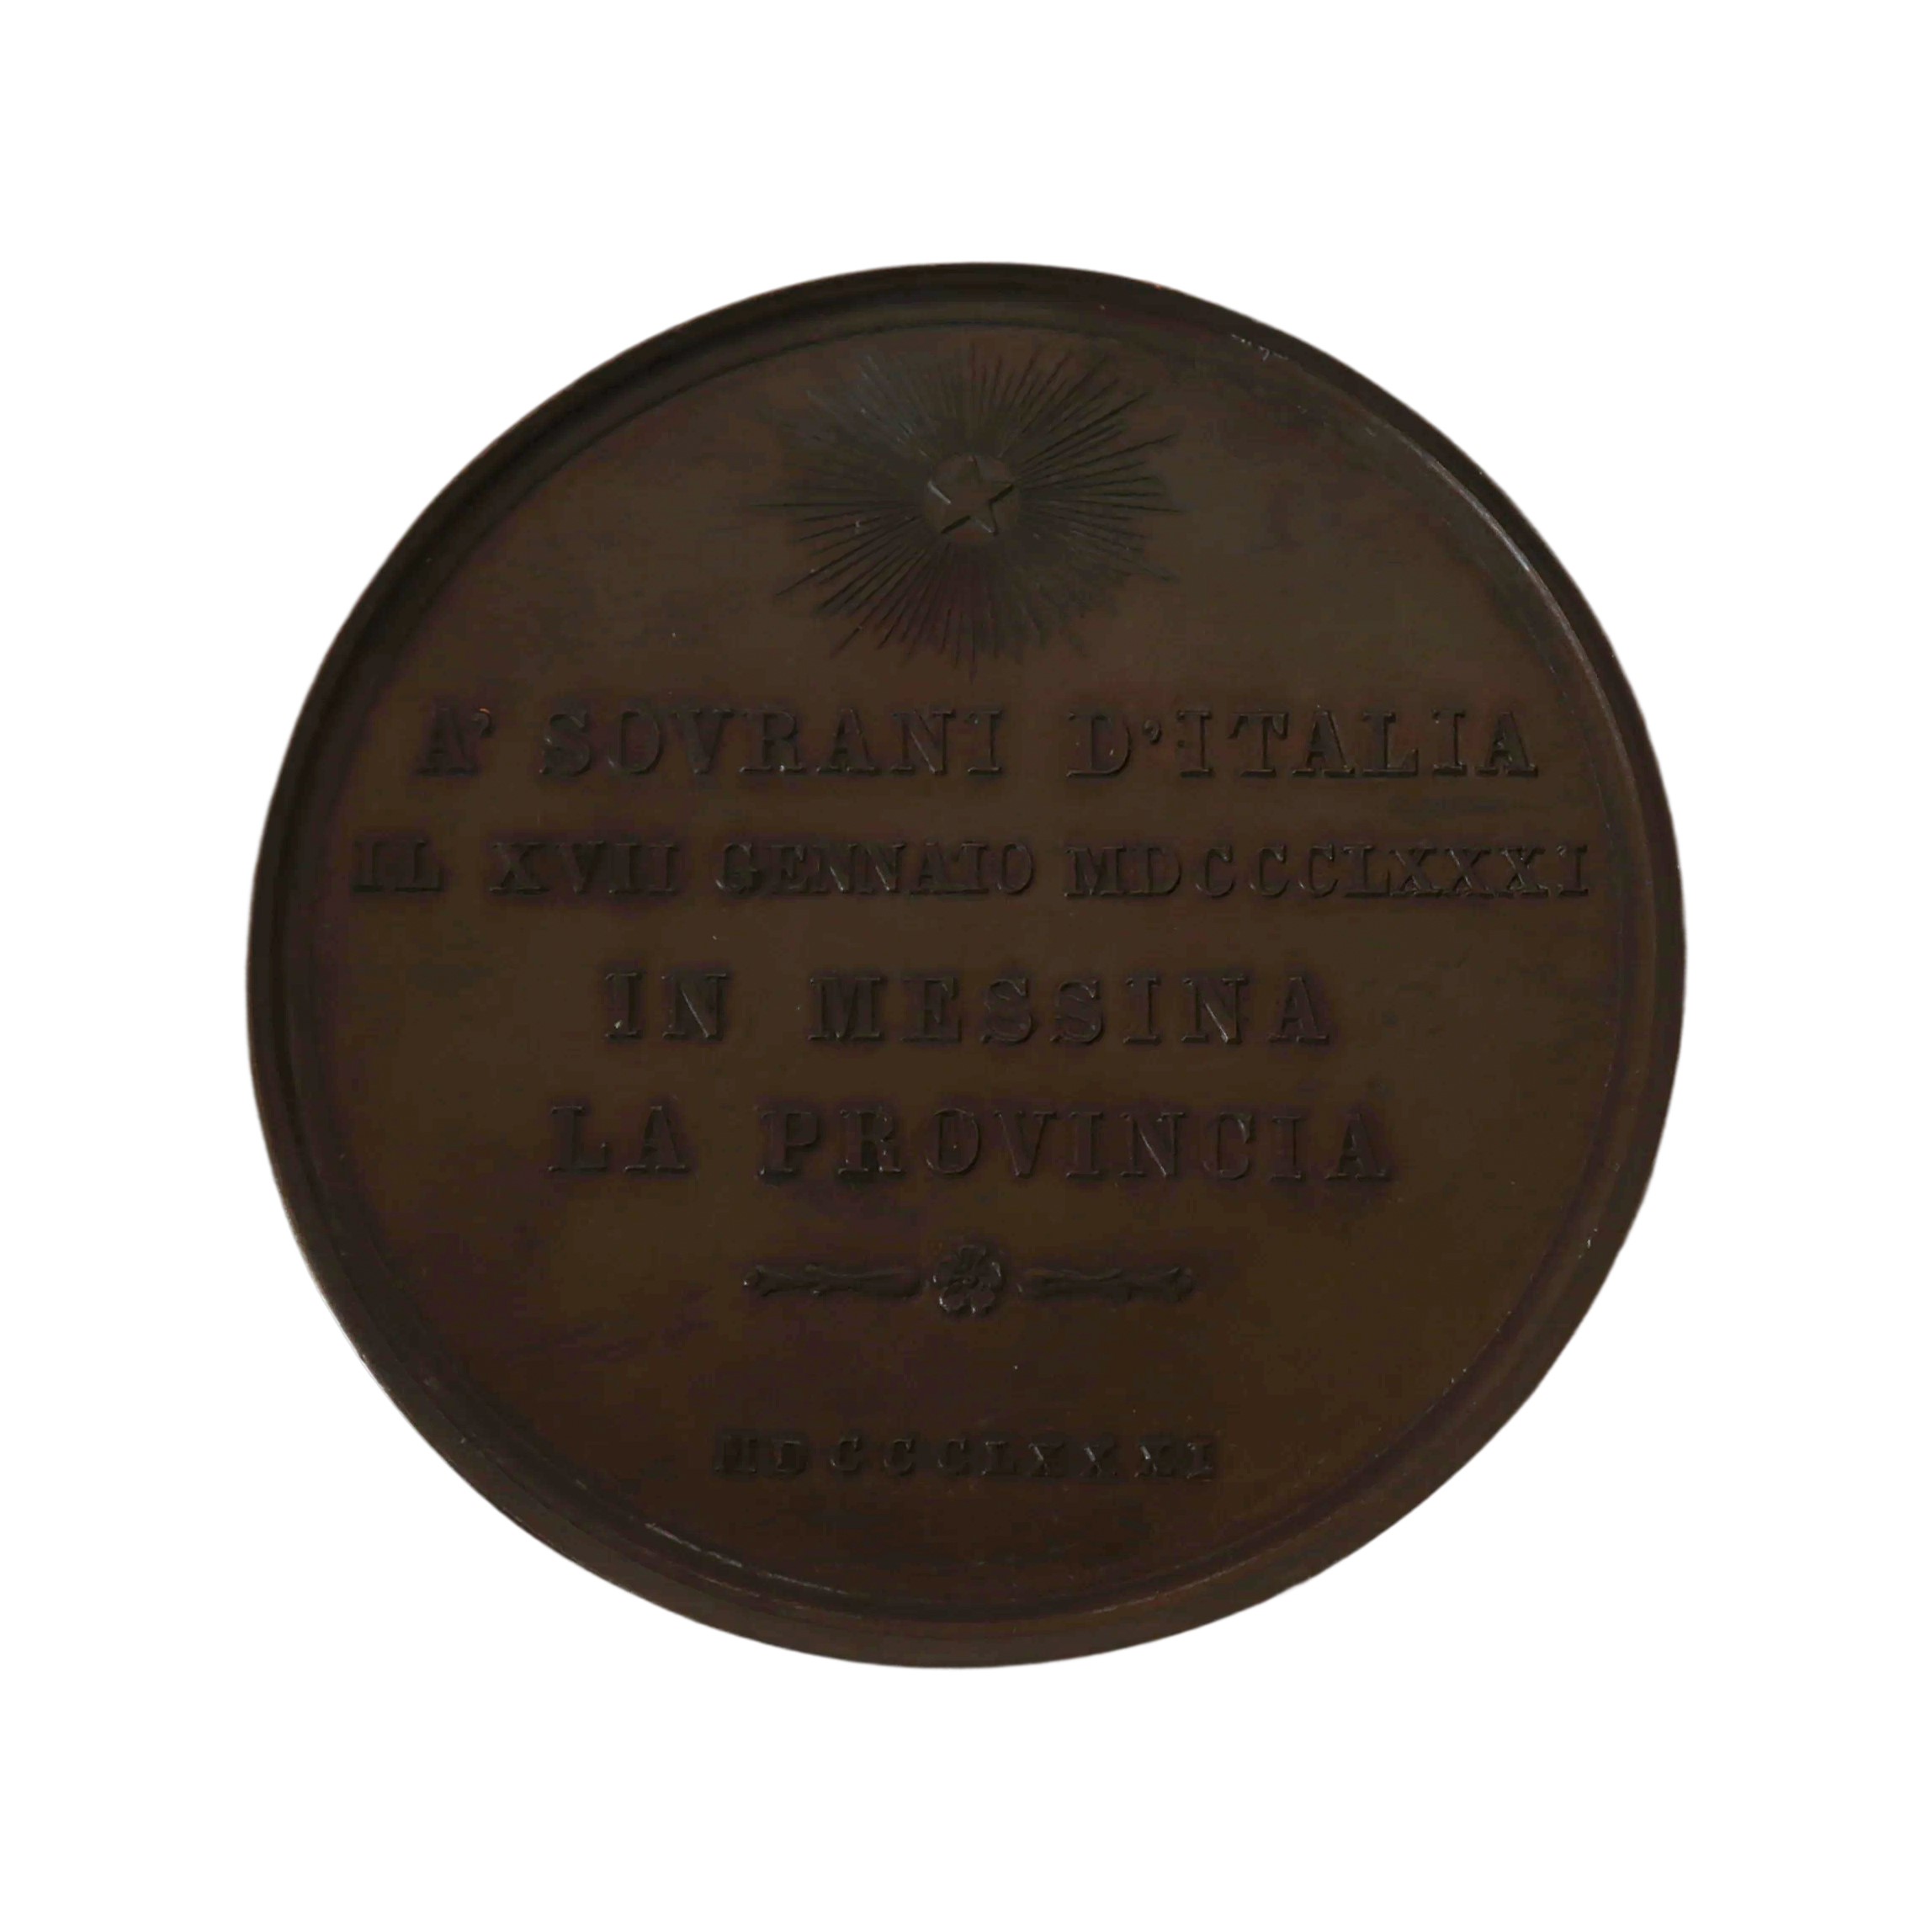 A' SOVRANI D'ITALIA
IL XVII GENNAIO MDCCCLXXXI
IN MESSINA
LA PROVINCIA
MDCCCLXXXI